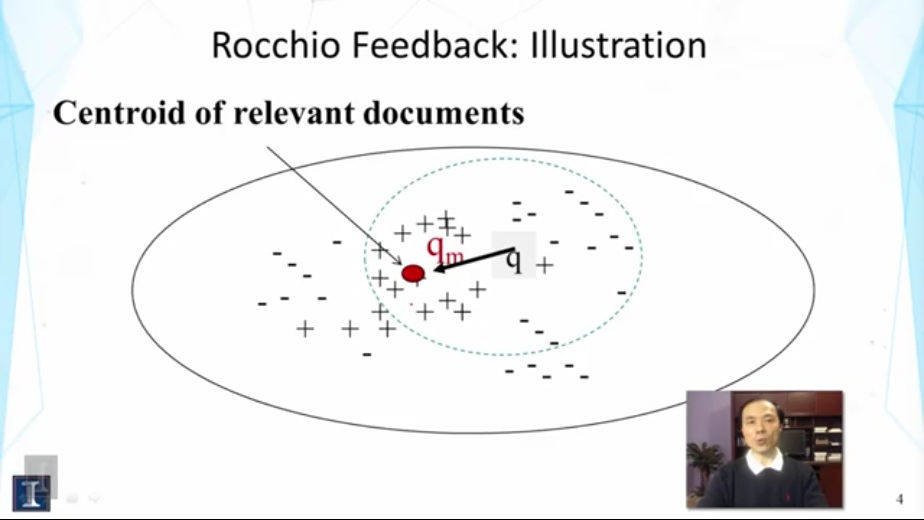 Rocchio Feedback: Illustration
Centroid of relevant documents
qm
q
4